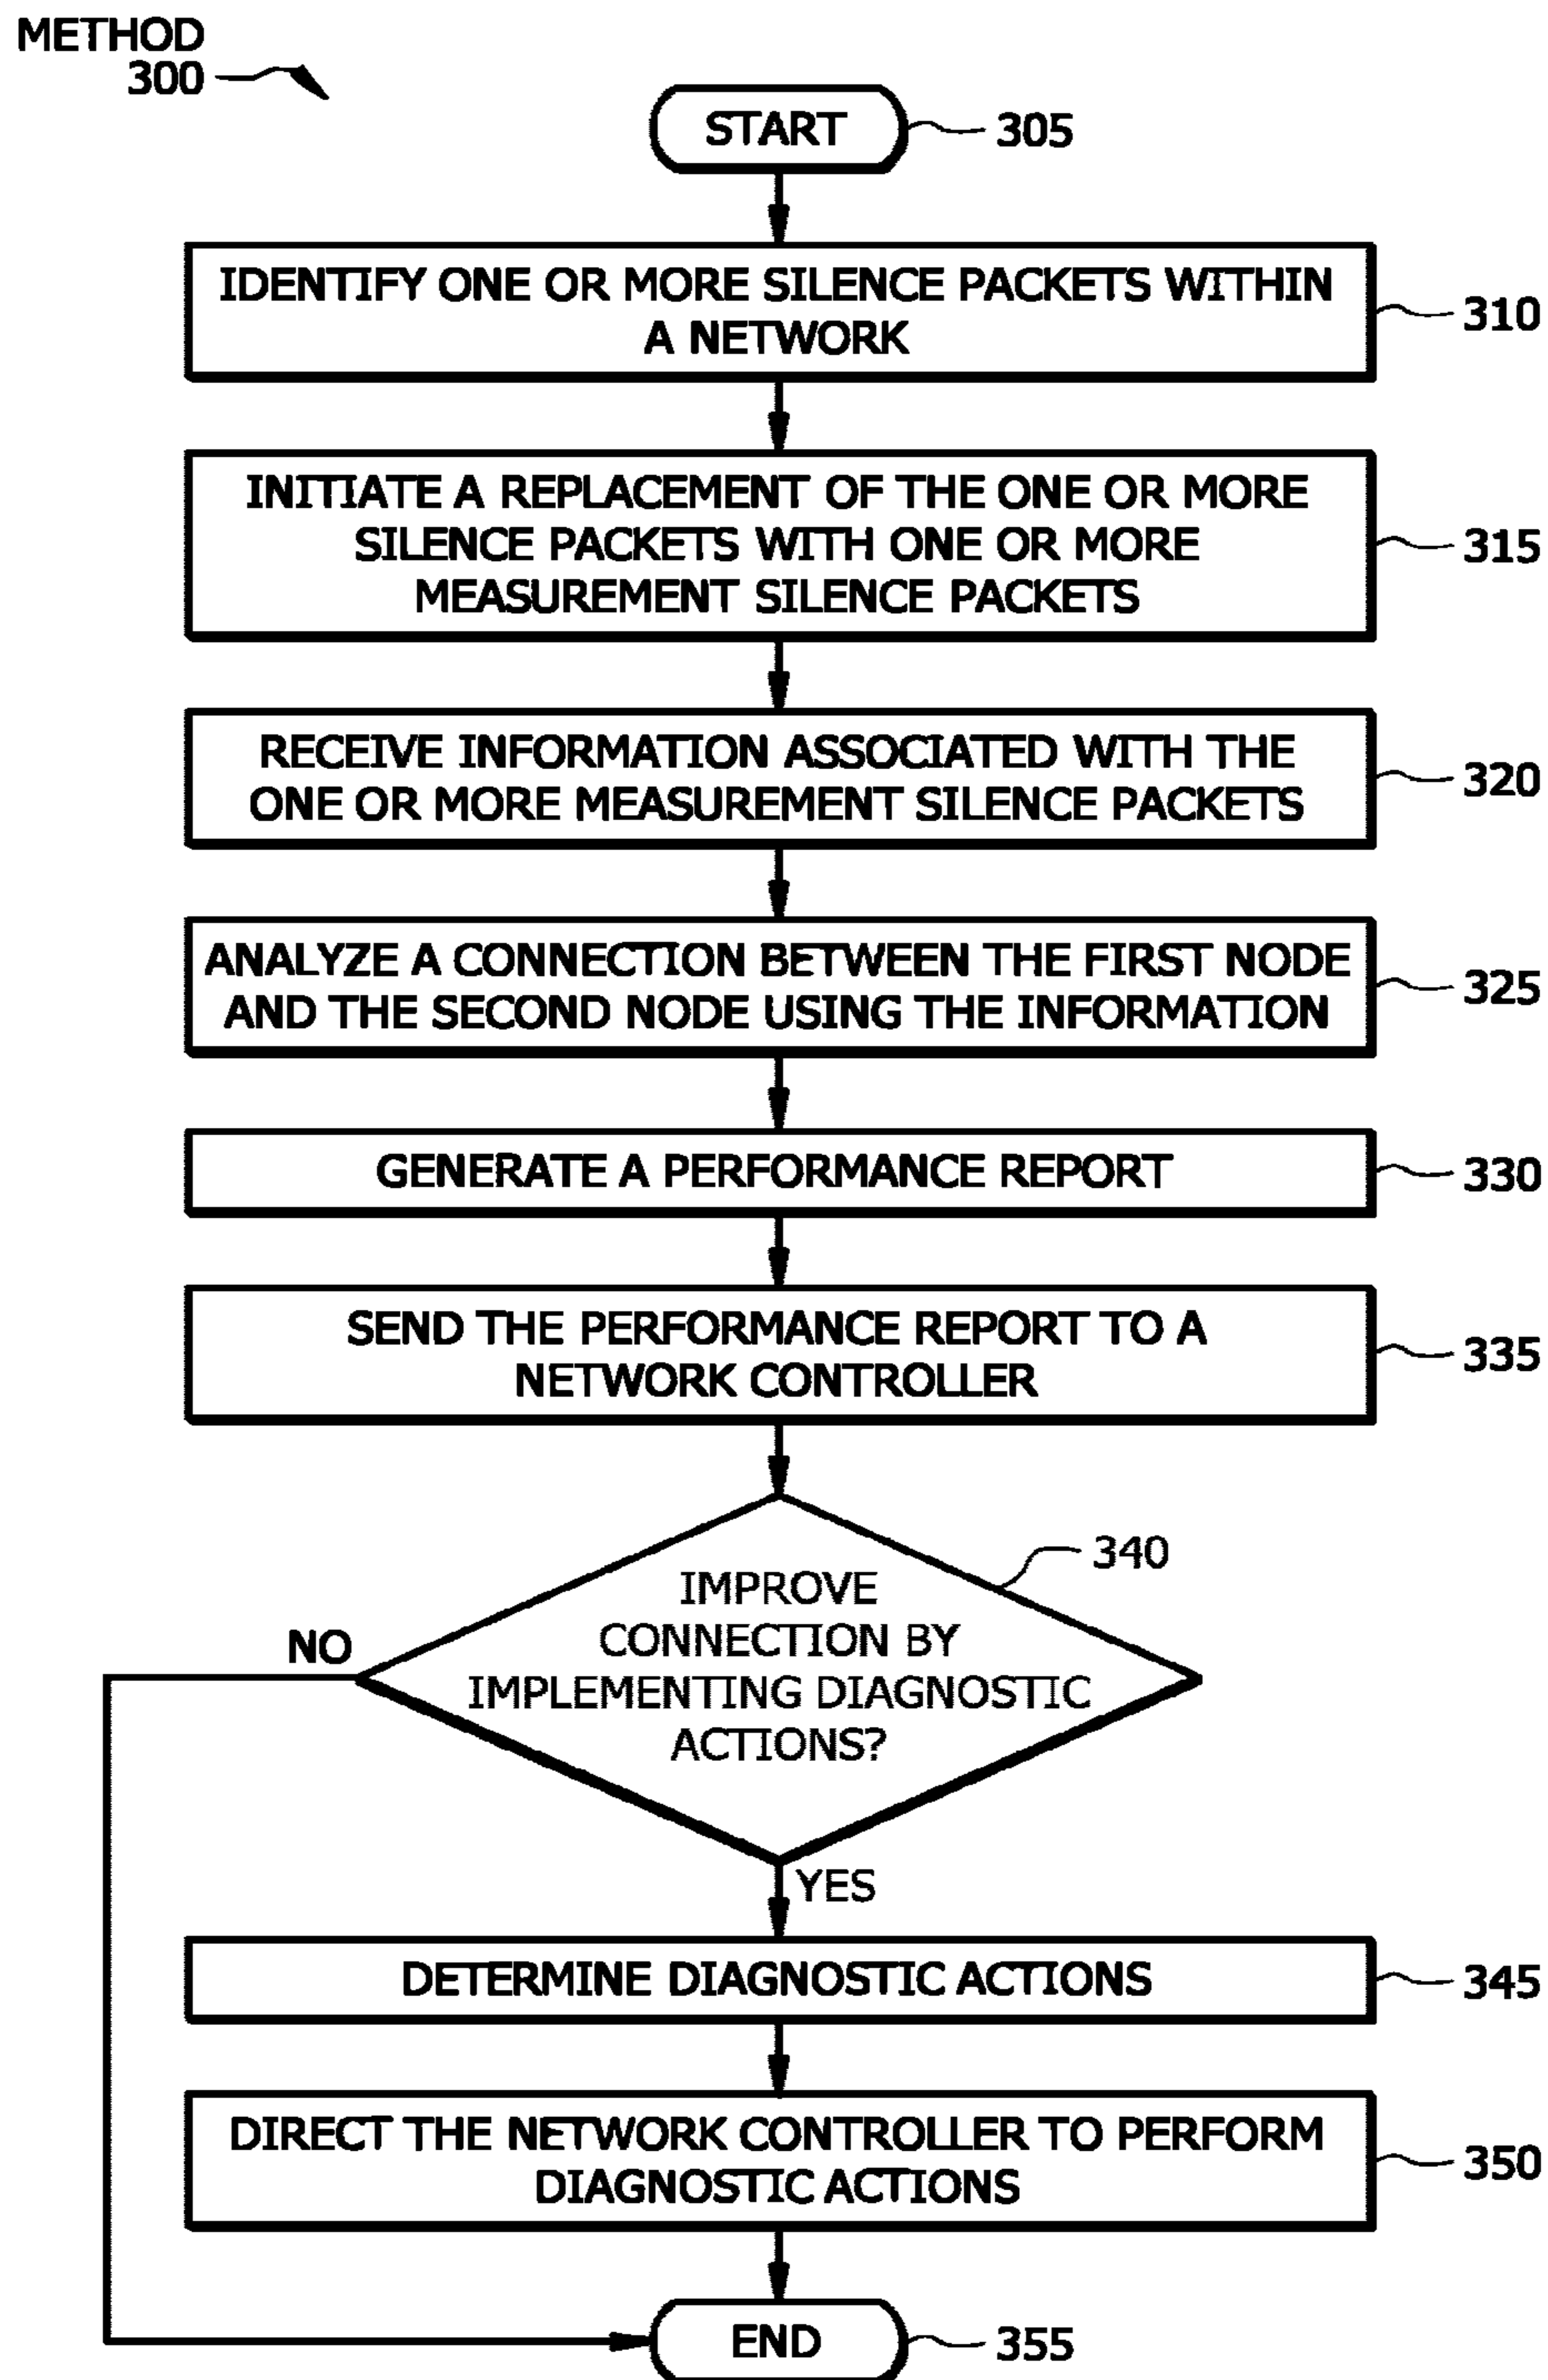 METHOD
300
START
305
IDENTIFY ONE OR MORE SILENCE PACKETS WITHIN
A NETWORK
310
INITIATE A REPLACEMENT OF THE ONE OR MORE
SILENCE PACKETS WITH ONE OR MORE
MEASUREMENT SILENCE PACKETS
315
RECEIVE INFORMATION ASSOCIATED WITH THE
ONE OR MORE MEASUREMENT SILENCE PACKETS
320
ANALYZE A CONNECTION BETWEEN THE FIRST NODE
AND THE SECOND NODE USING THE INFORMATION
325
GENERATE A PERFORMANCE REPORT
330
SEND THE PERFORMANCE REPORT TO A
NETWORK CONTROLLER
335
340
IMPROVE
CONNECTION BY
IMPLEMENTING DIAGNOSTIC
ACTIONS?
NO
YES
DETERMINE DIAGNOSTIC ACTIONS
345
DIRECT THE NETWORK CONTROLLER TO PERFORM
DIAGNOSTIC ACTIONS
350
END
355